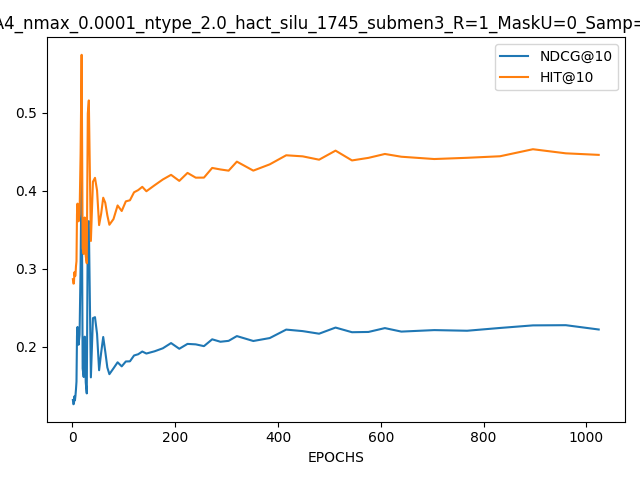 A4_nmax_0.0001_ntype_2.0_hact_silu_1745_submen3_R=1_MaskU=0_Samp=
NDCG@10
HIT@10
0.5
0.4
0.3
0.2
0 200 400 600 800 1000
EPOCHS